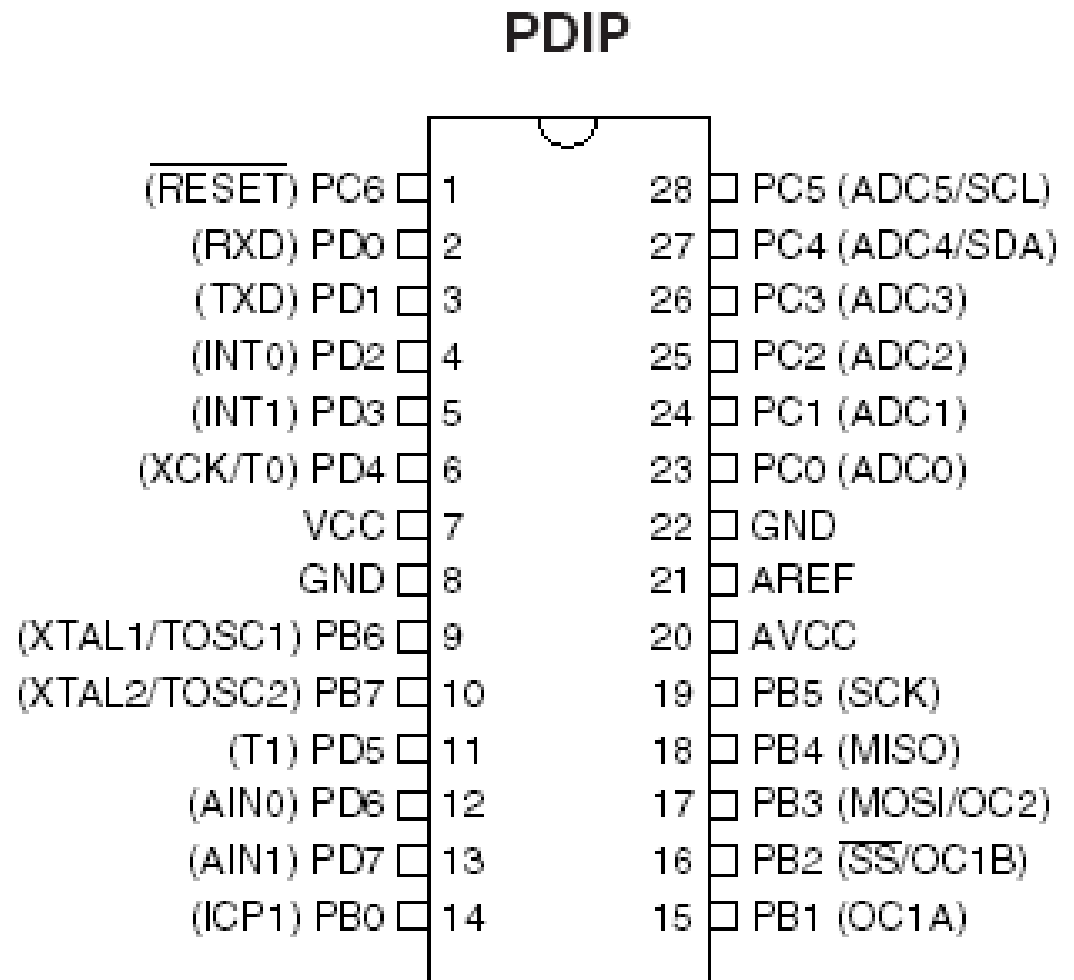 PDIP
(RESET) PC6 1 28 PC5 (ADC5/SCL)
(RXD) PD0 2 27 PC4 (ADC4/SDA)
(TXD) PD1 3 26 PC3 (ADC3)
(INT0) PD2 4 25 PC2 (ADC2)
(INT1) PD3 5 24 PC1 (ADC1)
(XCK/T0) PD4 6 23 PC0 (ADC0)
VCC 7 22 GND
GND 8 21 AREF
(XTAL1/TOSC1) PB6 9 20 AVCC
(XTAL2/TOSC2) PB7 10 19 PB5 (SCK)
(T1) PD5 11 18 PB4 (MISO)
(AIN0) PD6 12 17 PB3 (MOSI/OC2)
(AIN1) PD7 13 16 PB2 (SS/OC1B)
(ICP1) PB0 14 15 PB1 (OC1A)